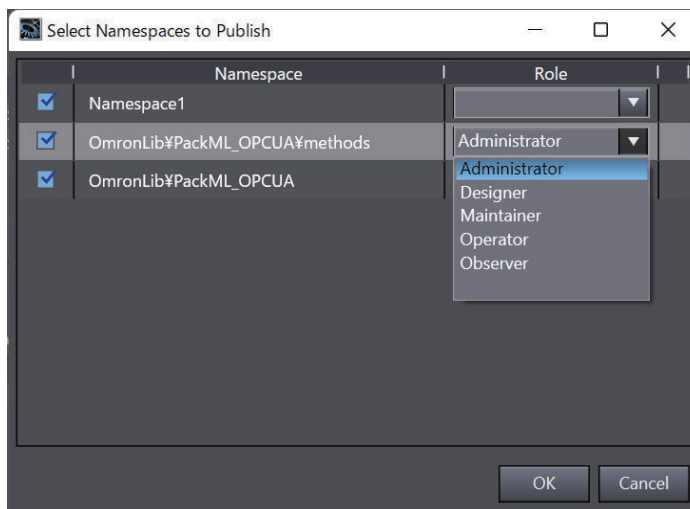 Select Namespaces to Publish
Namespace Role
Namespace1
OmronLib¥PackML_OPCUA¥methods Administrator
OmronLib¥PackML_OPCUA
Administrator
Designer
Maintainer
Operator
Observer
OK Cancel